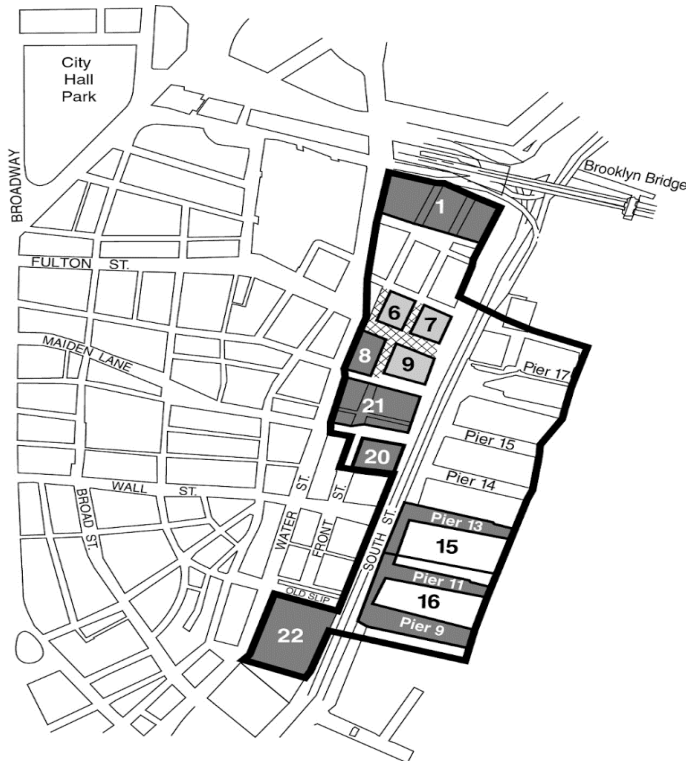 City
Hall
Park
BROADWAY
Brooklyn Bridge
1
FULTON ST.
6
7
MAIDEN LANE
8
9
Pier 17
21
Pier 15
20
WALL ST.
Pier 14
BROAD ST.
WATER ST.
FRONT ST.
SOUTH ST.
Pier 13
15
Pier 11
16
OLD SLIP
Pier 9
22